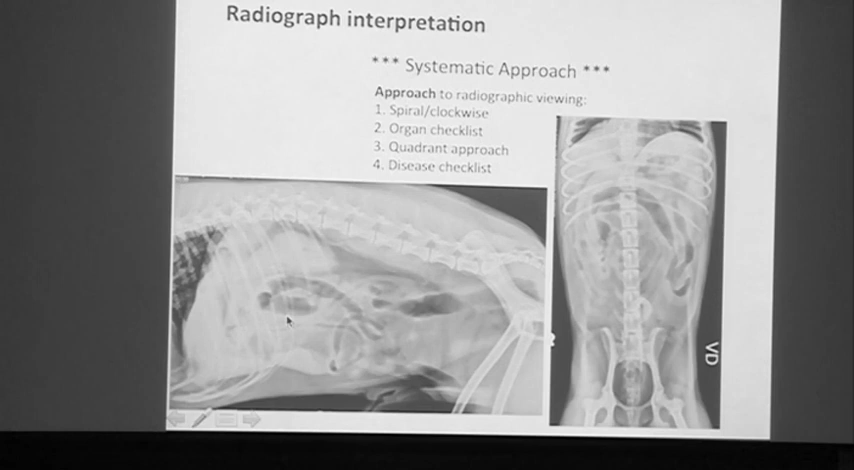 Radiograph interpretation
*** Systematic Approach ***
Approach to radiographic viewing:
1. Spiral/clockwise
2. Organ checklist
3. Quadrant approach
4. Disease checklist
VD